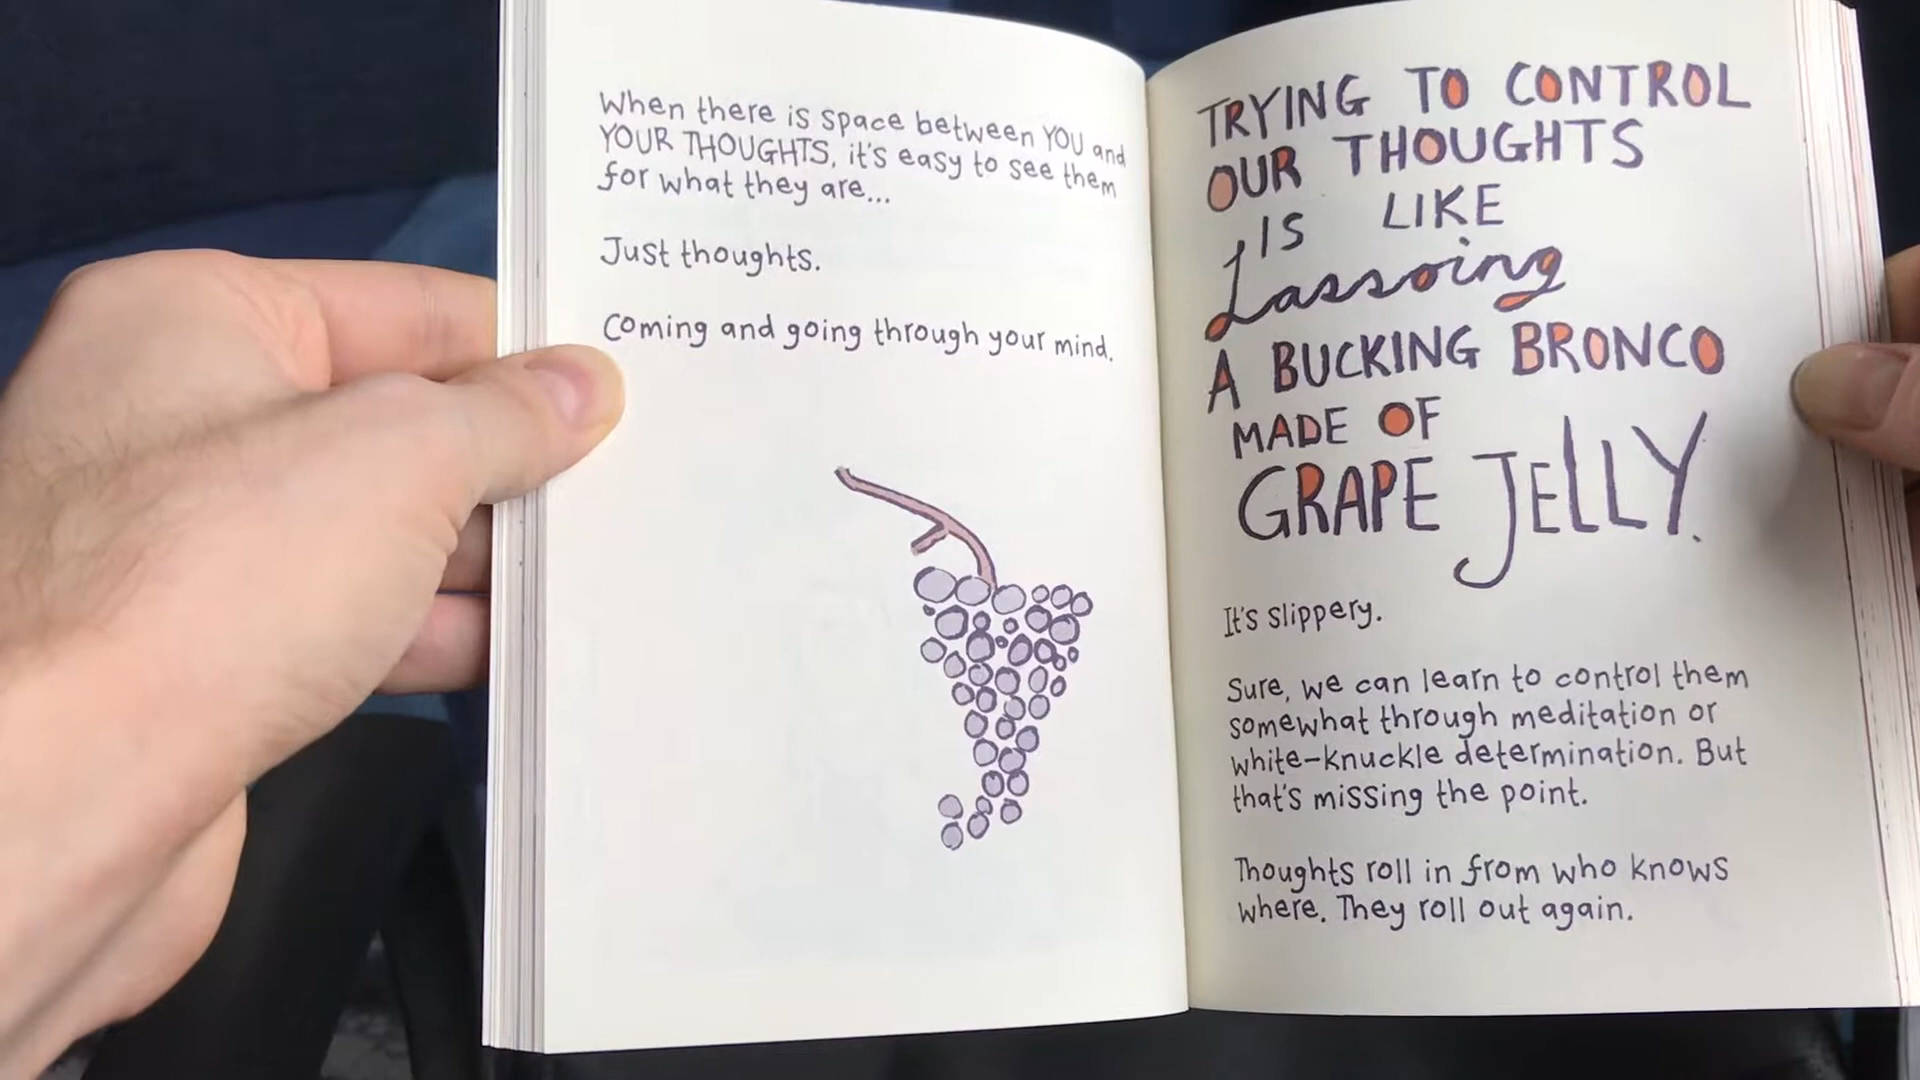 When there is space between YOU and
YOUR THOUGHTS, it's easy to see them
for what they are...
Just thoughts.
Coming and going through your mind.
TRYING TO CONTROL
OUR THOUGHTS
IS LIKE
Lassoing
A BUCKING BRONCO
MADE OF
GRAPE JELLY.
It's slippery.
Sure, we can learn to control them
somewhat through meditation or
white-knuckle determination. But
that's missing the point.
Thoughts roll in from who knows
where. They roll out again.